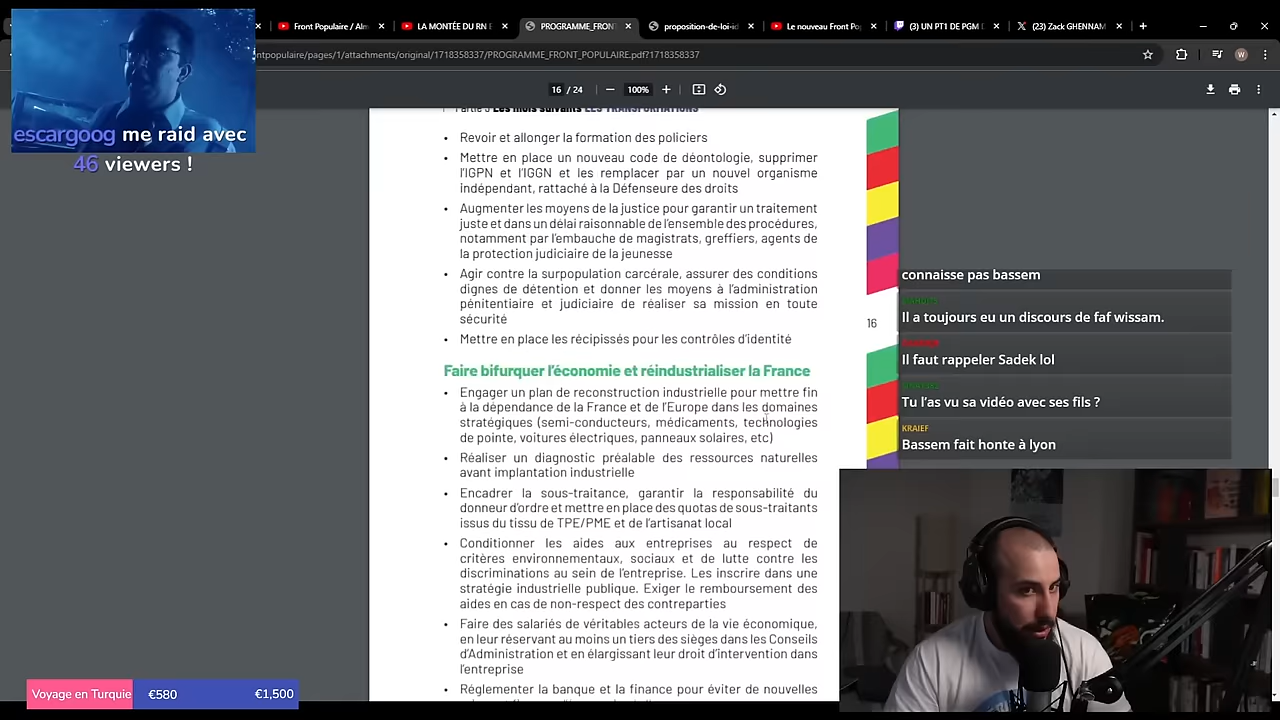 Front Populaire / Alm
LA MONTÉE DU RN E
PROGRAMME_FRONT
proposition-de-loi-id
Le nouveau Front Po
(3) UN PT1 DE PGM D
(23) Zack GHENNAM
ntpopulaire/pages/1/attachments/original/1718358337/PROGRAMME_FRONT_POPULAIRE.pdf?1718358337
W
16 / 24
100%
escargoog me raid avec
46 viewers !
• Revoir et allonger la formation des policiers
• Mettre en place un nouveau code de déontologie, supprimer
l'IGPN et l'IGGN et les remplacer par un nouvel organisme
indépendant, rattaché à la Défenseure des droits
• Augmenter les moyens de la justice pour garantir un traitement
juste et dans un délai raisonnable de l'ensemble des procédures,
notamment par l'embauche de magistrats, greffiers, agents de
la protection judiciaire de la jeunesse
• Agir contre la surpopulation carcérale, assurer des conditions
dignes de détention et donner les moyens à l'administration
pénitentiaire et judiciaire de réaliser sa mission en toute
sécurité
• Mettre en place les récipissés pour les contrôles d'identité
16
Faire bifurquer l'économie et réindustrialiser la France
• Engager un plan de reconstruction industrielle pour mettre fin
à la dépendance de la France et de l'Europe dans les domaines
stratégiques (semi-conducteurs, médicaments, technologies
de pointe, voitures électriques, panneaux solaires, etc)
• Réaliser un diagnostic préalable des ressources naturelles
avant implantation industrielle
• Encadrer la sous-traitance, garantir la responsabilité du
donneur d'ordre et mettre en place des quotas de sous-traitants
issus du tissu de TPE/PME et de l'artisanat local
• Conditionner les aides aux entreprises au respect de
critères environnementaux, sociaux et de lutte contre les
discriminations au sein de l'entreprise. Les inscrire dans une
stratégie industrielle publique. Exiger le remboursement des
aides en cas de non-respect des contreparties
• Faire des salariés de véritables acteurs de la vie économique,
en leur réservant au moins un tiers des sièges dans les Conseils
d'Administration et en élargissant leur droit d'intervention dans
l'entreprise
• Réglementer la banque et la finance pour éviter de nouvelles
connaisse pas bassem
Il a toujours eu un discours de faf wissam.
Il faut rappeler Sadek lol
Tu l'as vu sa vidéo avec ses fils ?
KRAIEF
Bassem fait honte à lyon
Voyage en Turquie
€580
€1,500